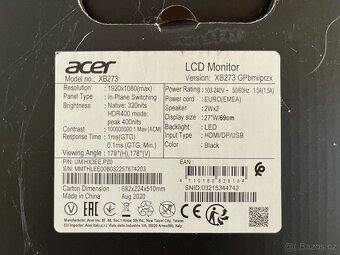 acer
Model no.: XB273
LCD Monitor
Version: XB273 GPbmiiprzx
Resolution : 1920x1080(max)
Panel Type : In-Plane Switching
Brightness : Native: 320nits
HDR400 mode:
peak 400nits
Contrast : 100000000:1 Max (ACM)
Response Time : 1ms(GTG)
0.1ms (GTG, Min.)
Viewing Angle : 178°(H),178°(V)
Power Rating : 100-240V~ 50/60Hz 1.5A(1.5A)
Power Cord : EURO(EMEA)
Speaker : 2Wx2
Display Size : 27"W/69cm
Backlight : LED
Input Type : HDMI/DP/USB
Color : Black
P/N: UM.HX3EE.P20
S/N:
EAN :
Carton Dimension : 682x224x510mm
Made in China
Aug 2020
SNID:03215344742
bazoš.cz